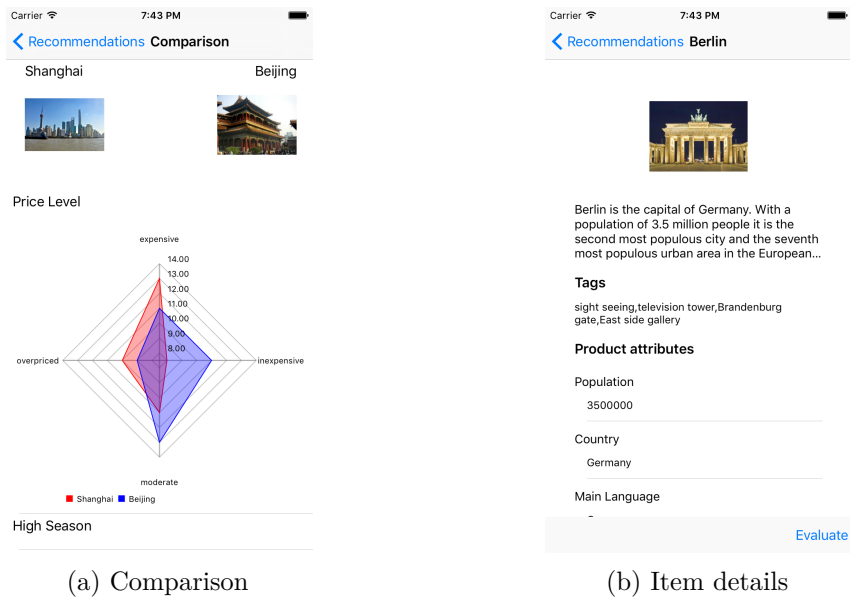 Carrier 7:43 PM
Recommendations Comparison
Shanghai Beijing
Price Level
expensive
14.00
13.00
12.00
11.00
10.00
9.00
8.00
overpriced inexpensive
moderate
Shanghai Beijing
High Season
(a) Comparison
Carrier 7:43 PM
Recommendations Berlin
Berlin is the capital of Germany. With a
population of 3.5 million people it is the
second most populous city and the seventh
most populous urban area in the European...
Tags
sight seeing,television tower,Brandenburg
gate,East side gallery
Product attributes
Population
3500000
Country
Germany
Main Language
Evaluate
(b) Item details